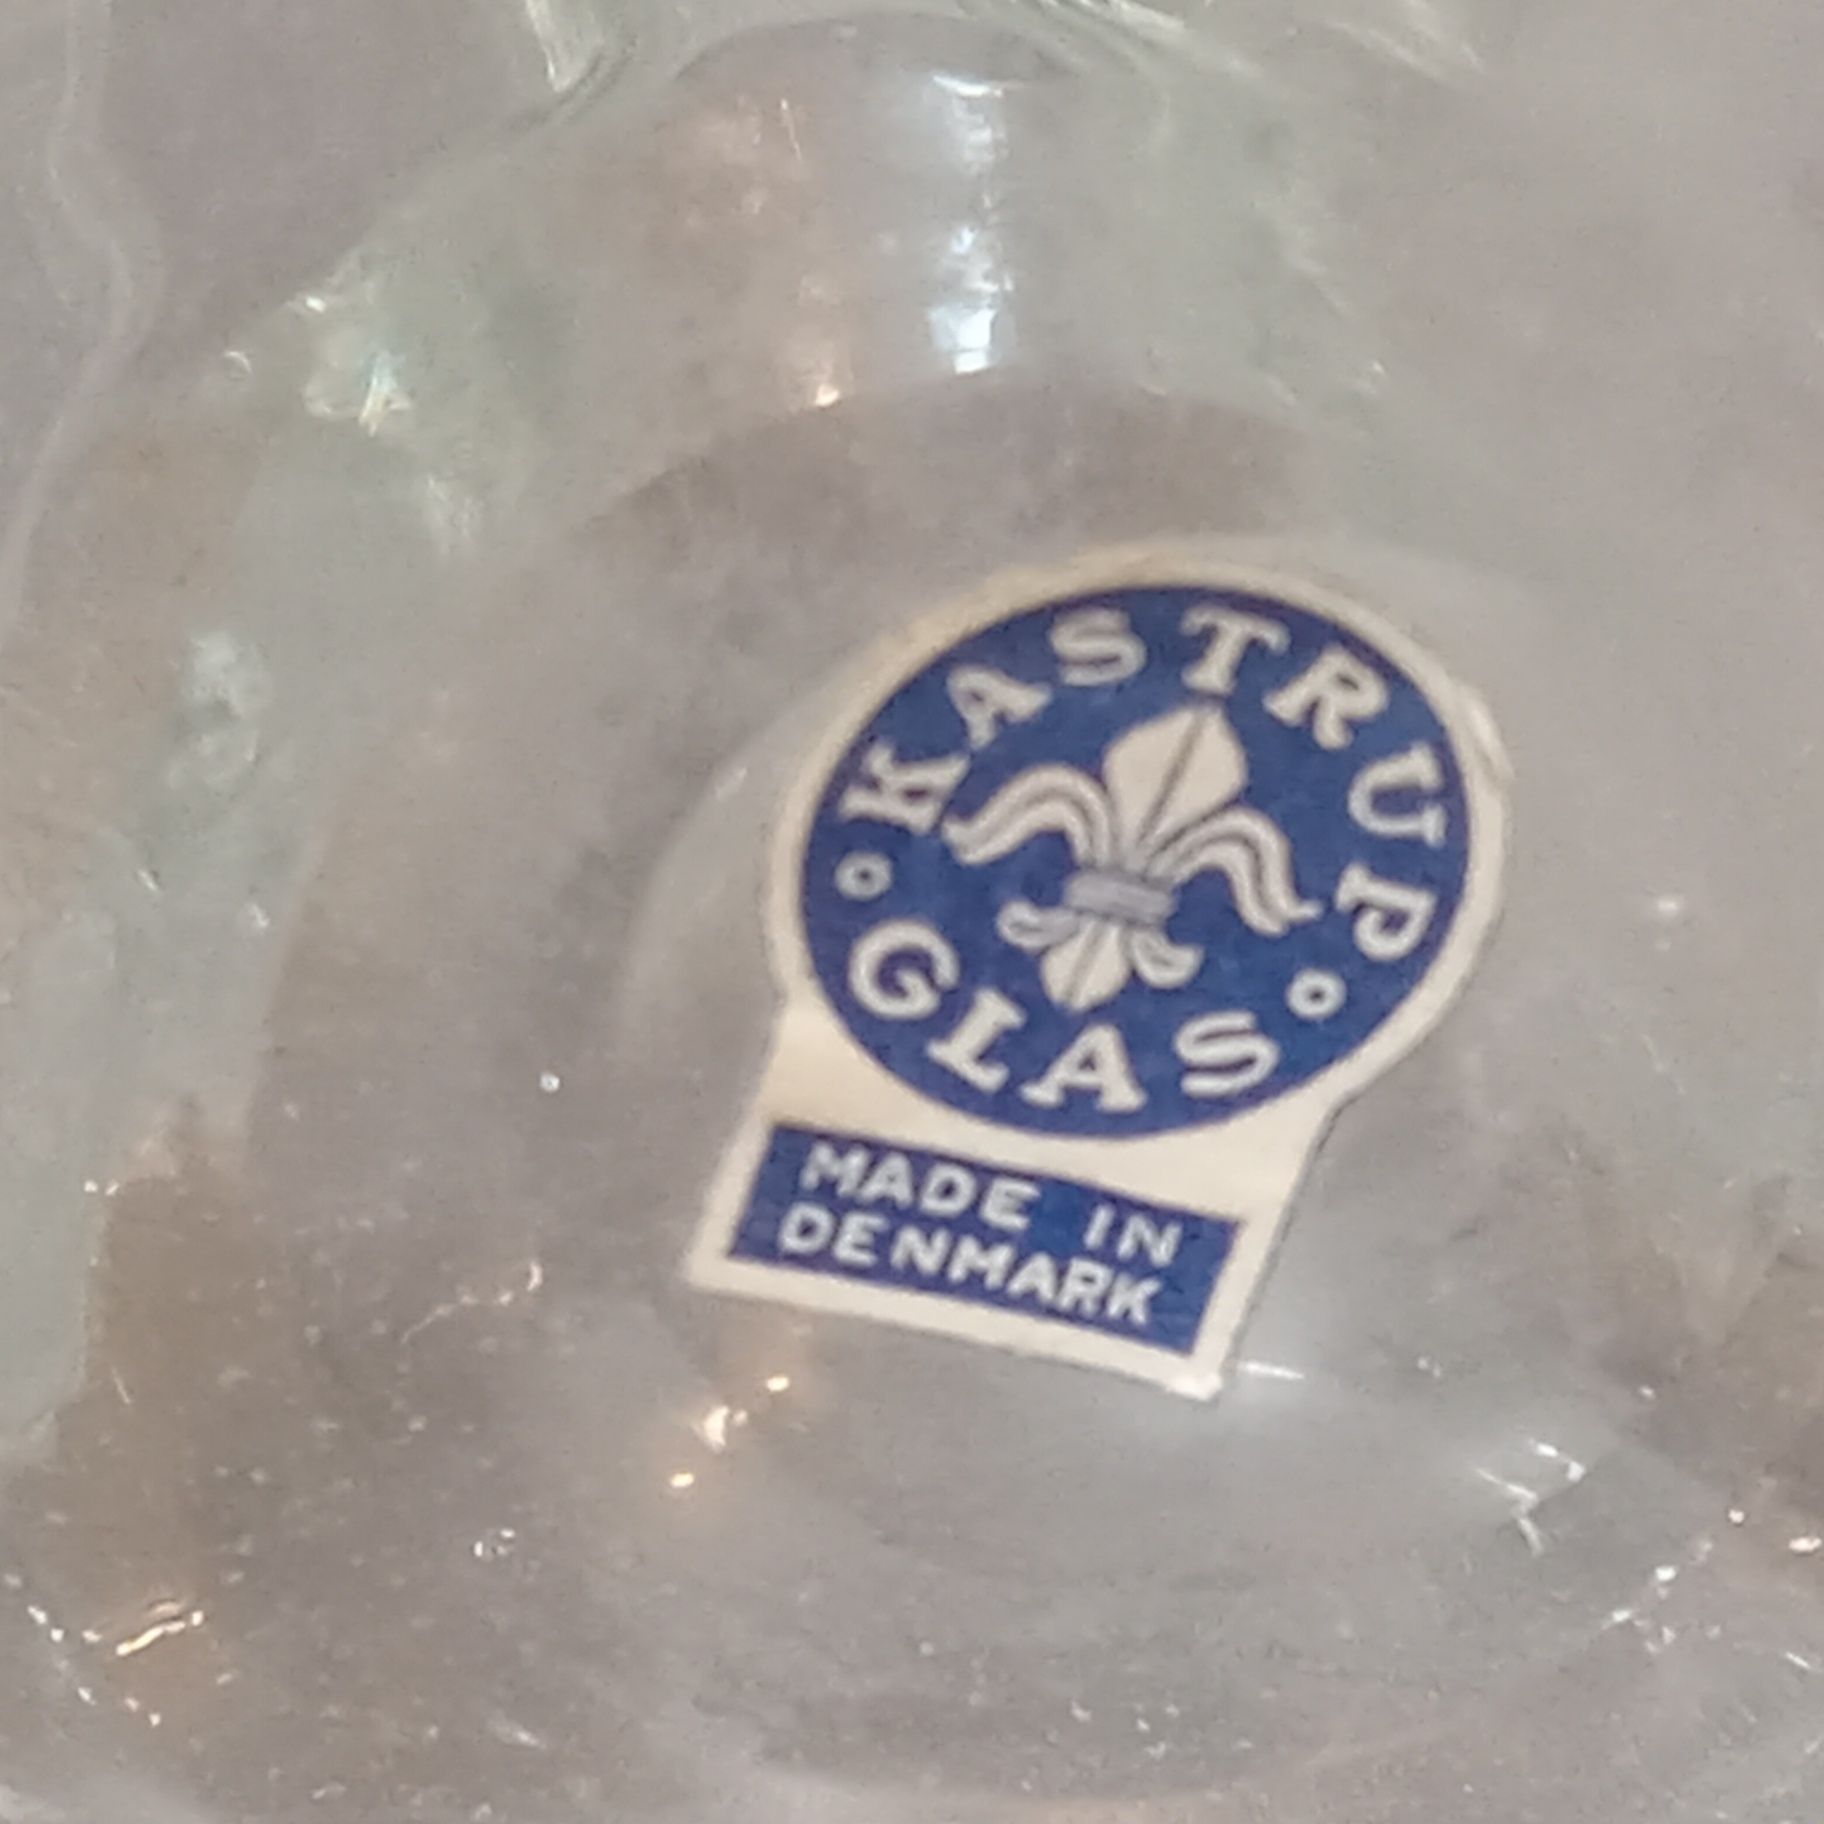 KASTRUP
GLAS
MADE IN
DENMARK